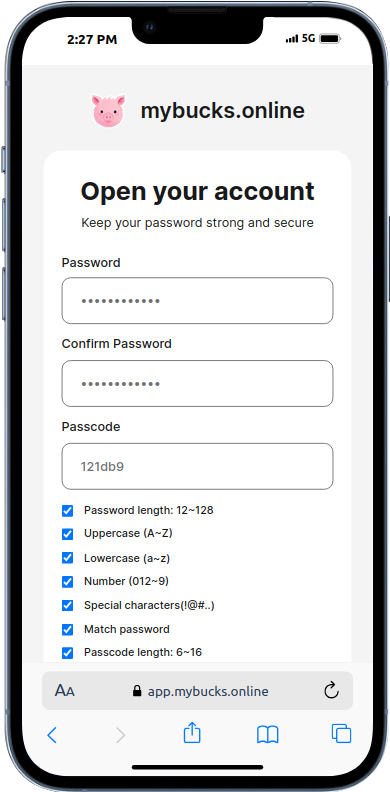 2:27 PM 5G
mybucks.online
Open your account
Keep your password strong and secure
Password
••••••••••••
Confirm Password
••••••••••••
Passcode
121db9
Password length: 12~128
Uppercase (A~Z)
Lowercase (a~z)
Number (012~9)
Special characters(!@#..)
Match password
Passcode length: 6~16
AA app.mybucks.online